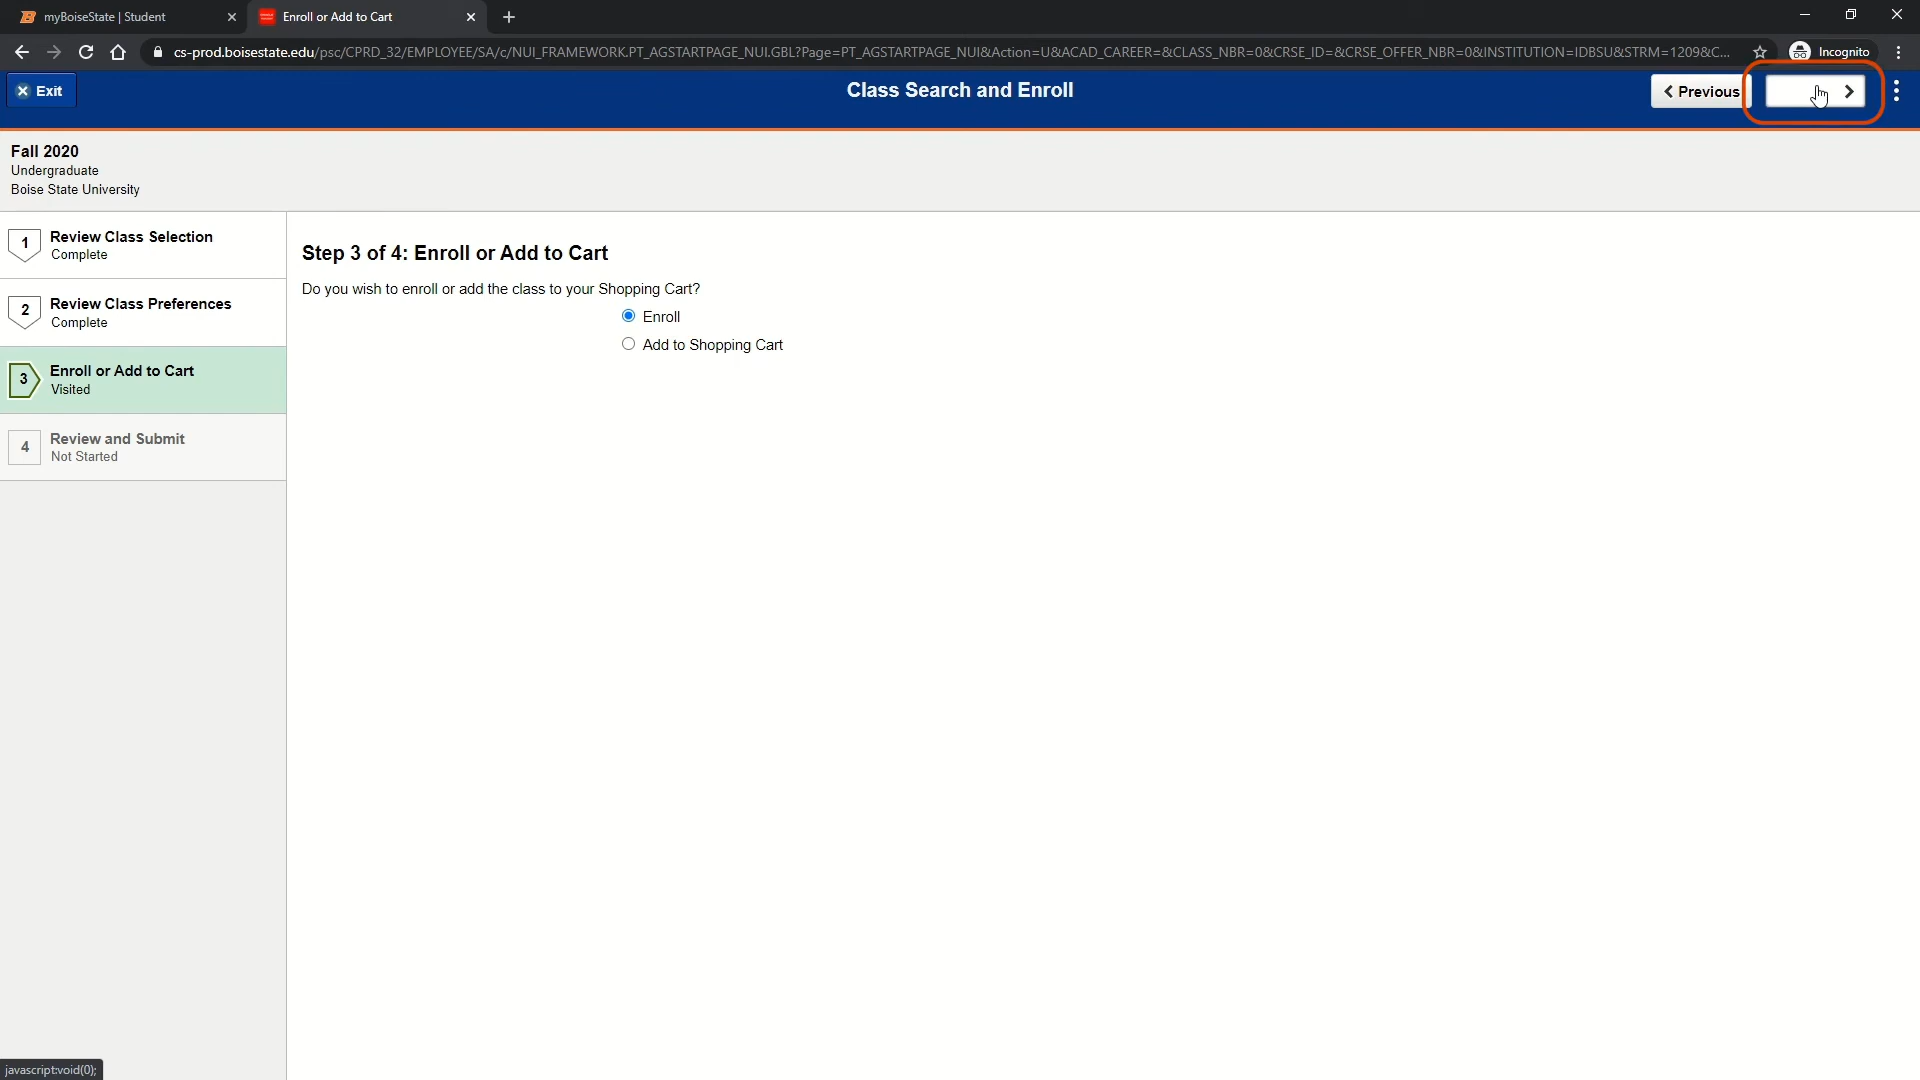 myBoiseState | Student
Enroll or Add to Cart
cs-prod.boisestate.edu/psc/CPRD_32/EMPLOYEE/SA/c/NUI_FRAMEWORK.PT_AGSTARTPAGE_NUI.GBL?Page=PT_AGSTARTPAGE_NUI&Action=U&ACAD_CAREER=&CLASS_NBR=0&CRSE_ID=&CRSE_OFFER_NBR=0&INSTITUTION=IDBSU&STRM=1209&C...
Incognito
Exit
Class Search and Enroll
Previous
Fall 2020
Undergraduate
Boise State University
1
Review Class Selection
Complete
2
Review Class Preferences
Complete
3
Enroll or Add to Cart
Visited
4
Review and Submit
Not Started
Step 3 of 4: Enroll or Add to Cart
Do you wish to enroll or add the class to your Shopping Cart?
Enroll
Add to Shopping Cart
javascript:void(0);